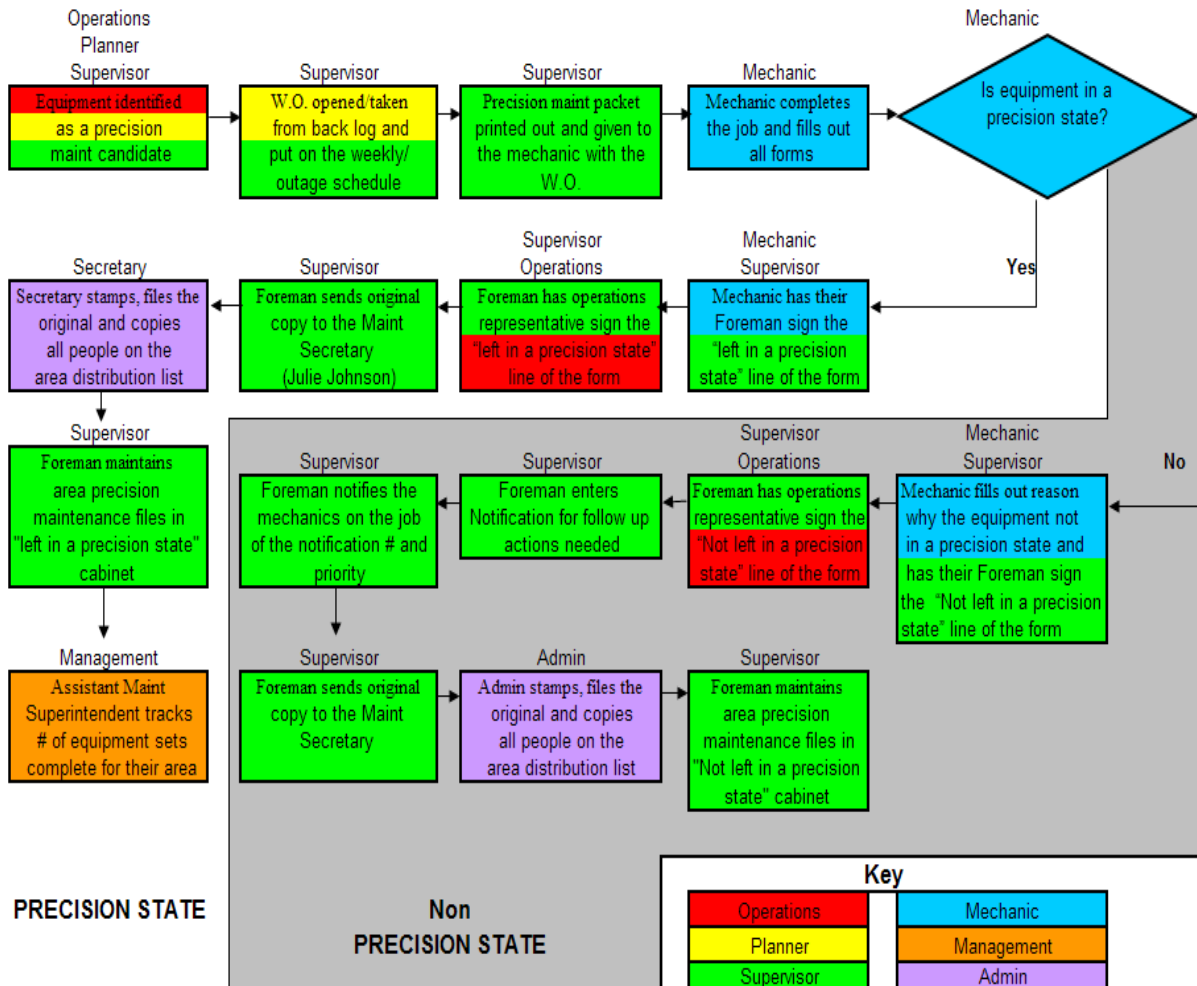 Operations
Planner
Supervisor
Equipment identified
as a precision
maint candidate
Supervisor
W.O. opened/taken
from back log and
put on the weekly/
outage schedule
Supervisor
Precision maint packet
printed out and given to
the mechanic with the
W.O.
Mechanic
Mechanic completes
the job and fills out
all forms
Mechanic
Is equipment in a
precision state?
Yes
Mechanic
Supervisor
Mechanic has their
Foreman sign the
“left in a precision
state” line of the form
Supervisor
Operations
Foreman has operations
representative sign the
“left in a precision state”
line of the form
Supervisor
Foreman sends original
copy to the Maint
Secretary
(Julie Johnson)
Secretary
Secretary stamps, files the
original and copies
all people on the
area distribution list
Supervisor
Foreman maintains
area precision
maintenance files in
"left in a precision state"
cabinet
Management
Assistant Maint
Superintendent tracks
# of equipment sets
complete for their area
No
Mechanic
Supervisor
Mechanic fills out reason
why the equipment not
in a precision state and
has their Foreman sign
the “Not left in a precision
state” line of the form
Supervisor
Operations
Foreman has operations
representative sign the
“Not left in a precision
state” line of the form
Supervisor
Foreman enters
Notification for follow up
actions needed
Supervisor
Foreman notifies the
mechanics on the job
of the notification # and
priority
Supervisor
Foreman sends original
copy to the Maint
Secretary
Admin
Admin stamps, files the
original and copies
all people on the
area distribution list
Supervisor
Foreman maintains
area precision
maintenance files in
"Not left in a precision
state" cabinet
PRECISION STATE
Non
PRECISION STATE
Key
Operations
Mechanic
Planner
Management
Supervisor
Admin